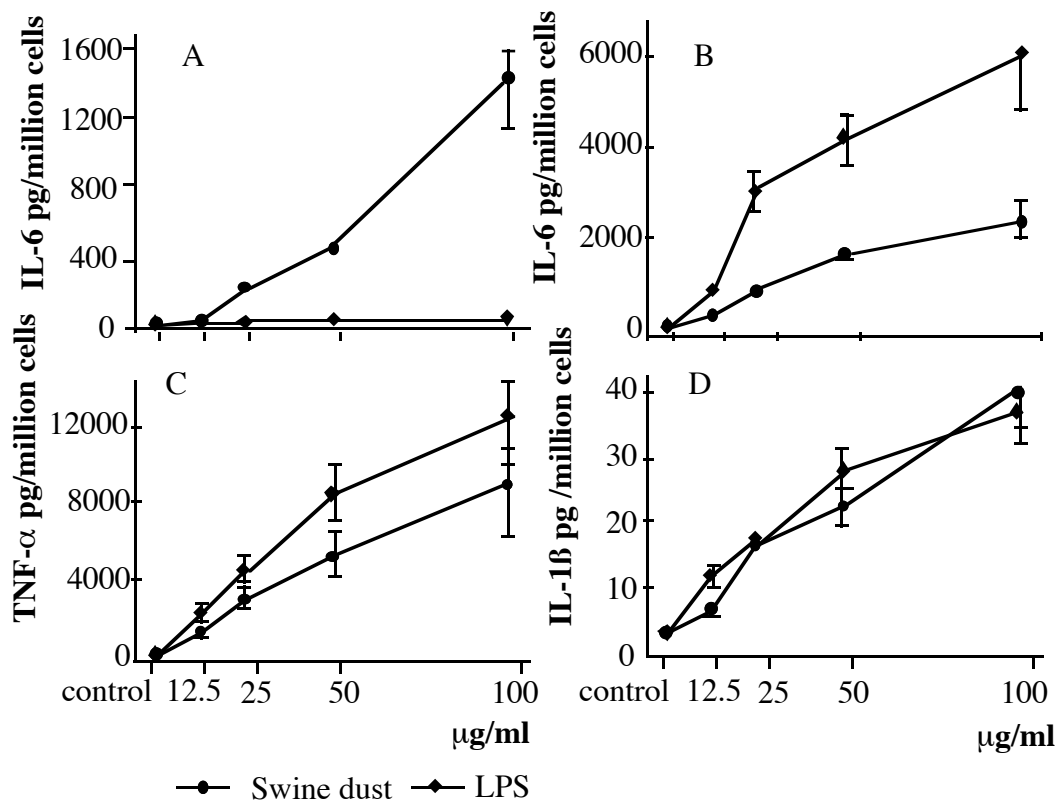 A
IL-6 pg/million cells
1600
1200
800
400
0
B
IL-6 pg/million cells
6000
4000
2000
0
C
TNF-α pg/million cells
12000
8000
4000
0
control 12.5 25 50 100
µg/ml
D
IL-1ß pg /million cells
40
30
20
10
0
control 12.5 25 50 100
µg/ml
Swine dust LPS